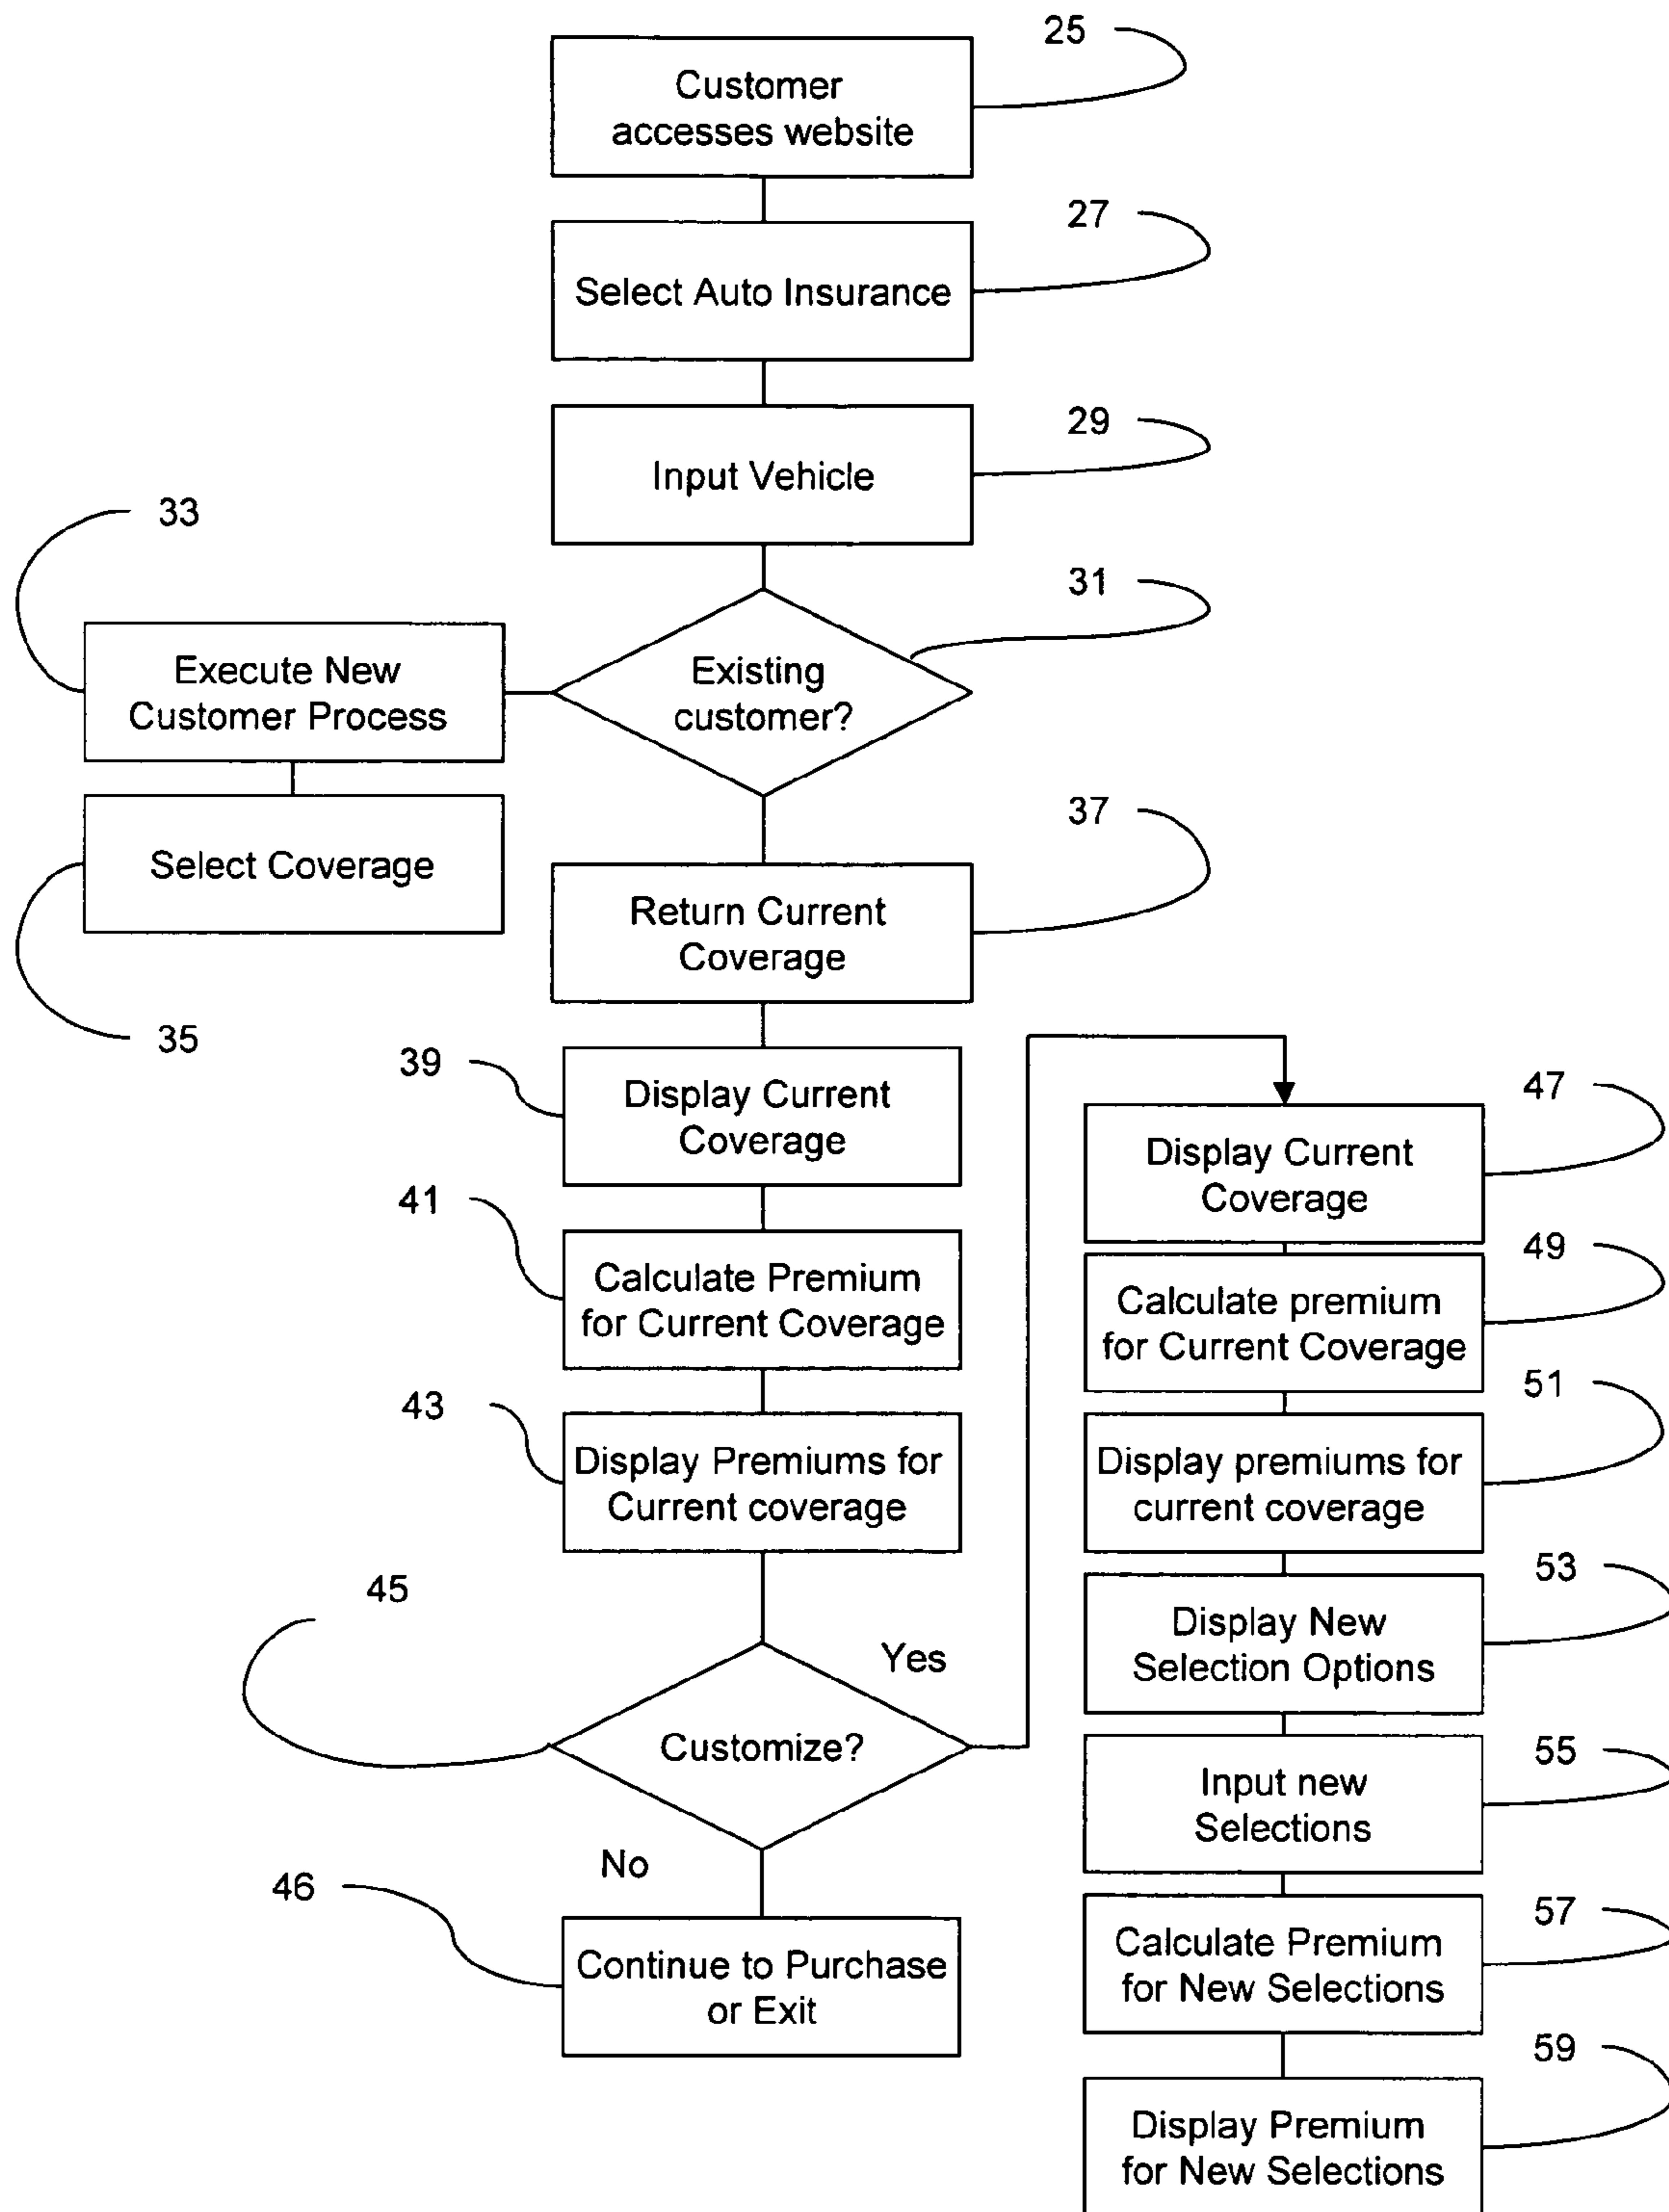 25
Customer
accesses website
27
Select Auto Insurance
29
Input Vehicle
33
31
Execute New
Customer Process
Existing
customer?
Select Coverage
35
37
Return Current
Coverage
39
Display Current
Coverage
41
Calculate Premium
for Current Coverage
43
Display Premiums for
Current coverage
45
Customize?
Yes
No
46
Continue to Purchase
or Exit
47
Display Current
Coverage
49
Calculate premium
for Current Coverage
51
Display premiums for
current coverage
53
Display New
Selection Options
55
Input new
Selections
57
Calculate Premium
for New Selections
59
Display Premium
for New Selections